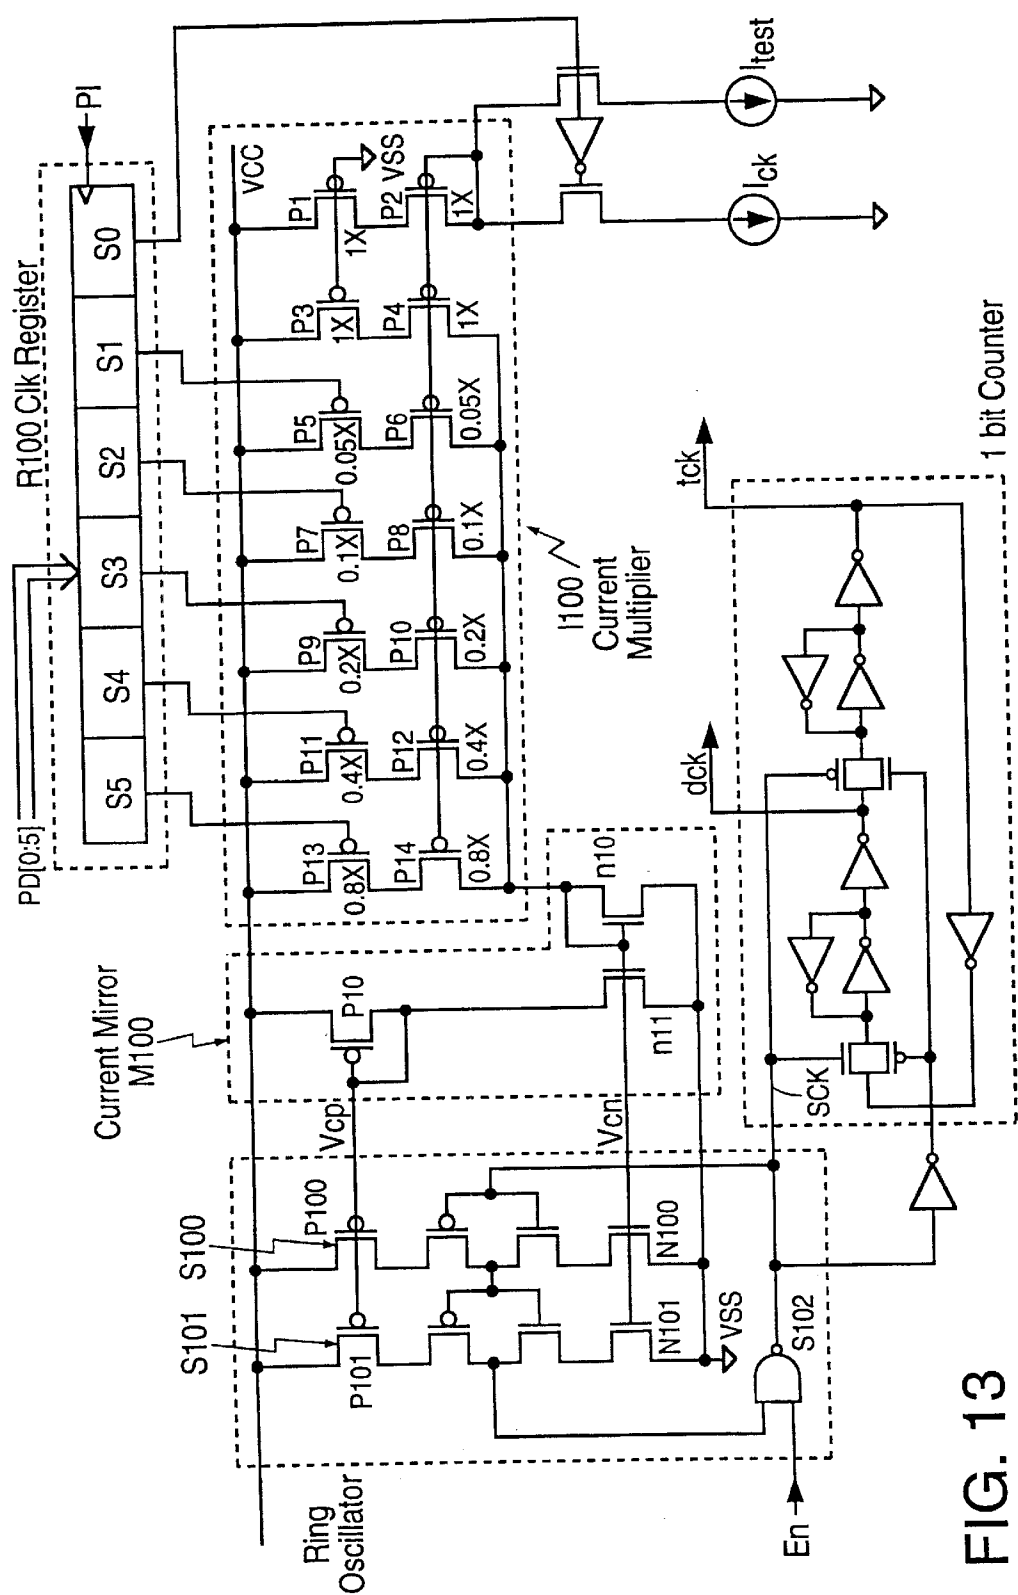 PD[0:5]
R100 Clk Register
PI
S5
S4
S3
S2
S1
S0
VCC
P13
0.8X
P11
0.4X
P9
0.2X
P7
0.1X
P5
0.05X
P3
1X
P1
1X
VSS
P14
0.8X
P12
0.4X
P10
0.2X
P8
0.1X
P6
0.05X
P4
1X
P2
1X
I100
Current
Multiplier
Current Mirror
M100
P10
n10
n11
Vcp
Vcn
Ick
Itest
S101
S100
P101
P100
N101
N100
VSS
S102
Ring
Oscillator
En
SCK
dck
tck
1 bit Counter
FIG. 13